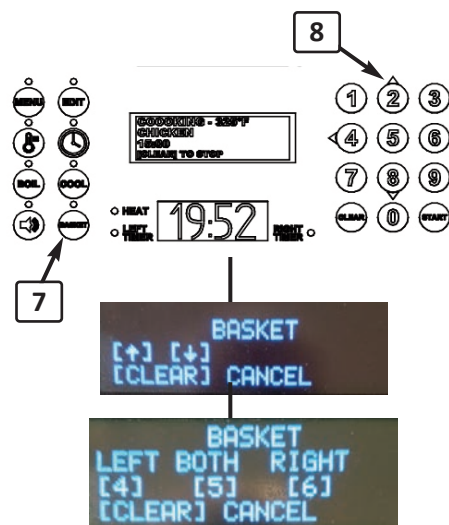 8
MENU EDIT
1 2 3
COOOKING - 325°F
CHICKEN
15:00
[CLEAR] TO STOP
4 5 6
BOIL COOL
7 8 9
BASKET
HEAT
LEFT TIMER
19:52
RIGHT TIMER
CLEAR 0 START
7
BASKET
[↑] [↓]
[CLEAR] CANCEL
BASKET
LEFT BOTH RIGHT
[4] [5] [6]
[CLEAR] CANCEL